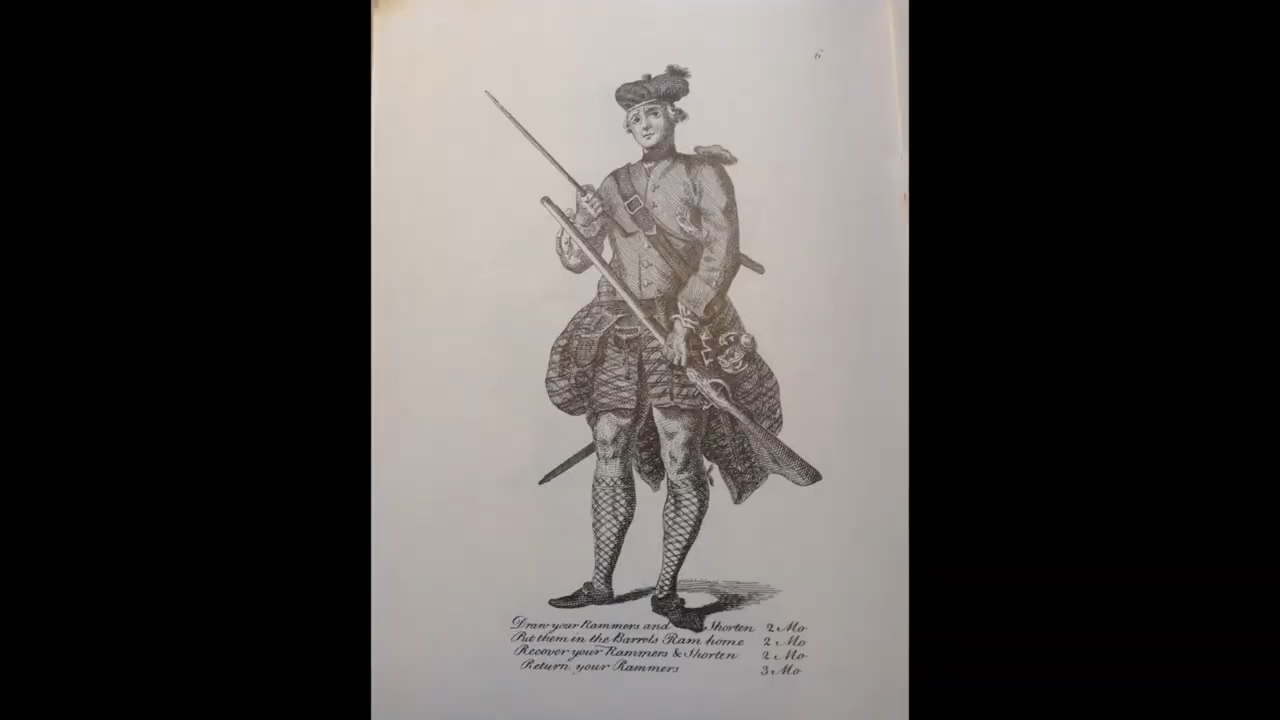 6
Draw your Rammers and Shorten 2 Mo
Put them in the Barrels Ram home 2 Mo
Recover your Rammers & Shorten 2 Mo
Return your Rammers 3 Mo